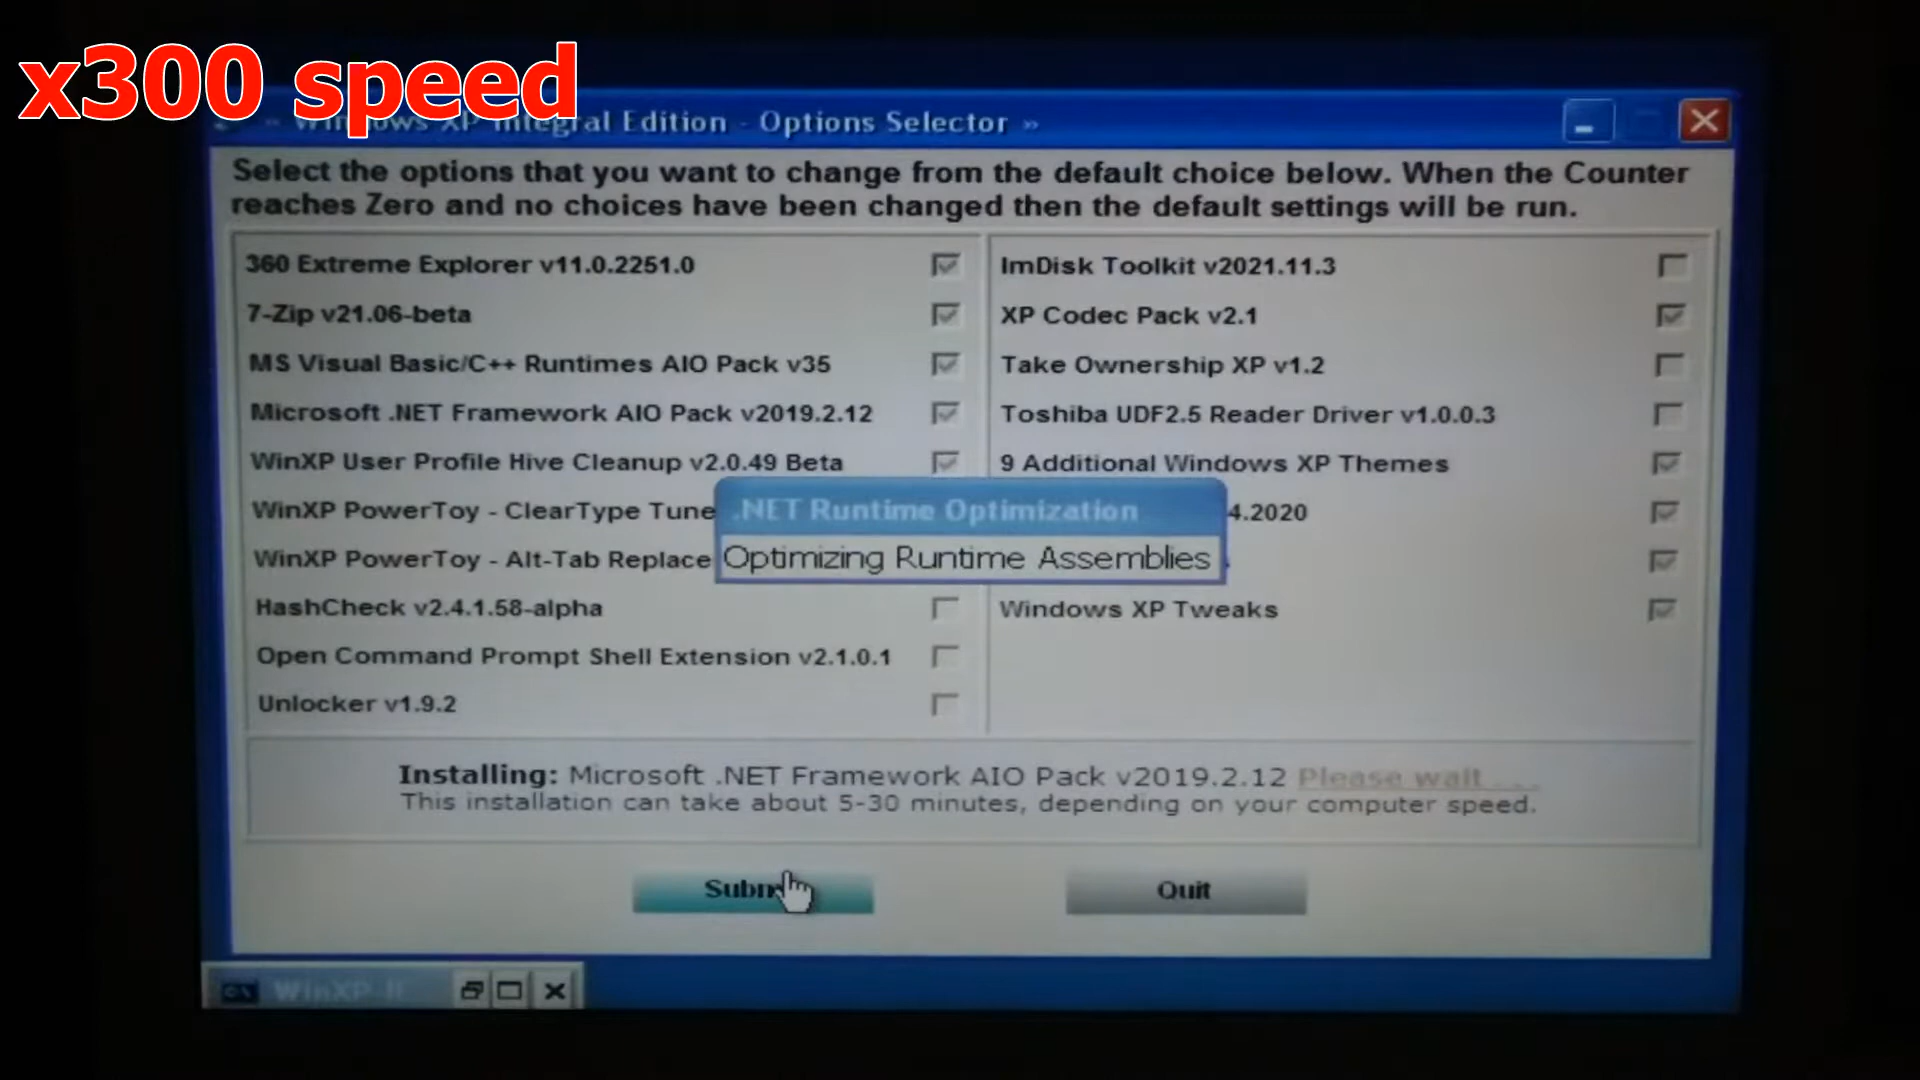 x300 speed
Windows XP Integral Edition - Options Selector »
Select the options that you want to change from the default choice below. When the Counter
reaches Zero and no choices have been changed then the default settings will be run.
360 Extreme Explorer v11.0.2251.0
7-Zip v21.06-beta
MS Visual Basic/C++ Runtimes AIO Pack v35
Microsoft .NET Framework AIO Pack v2019.2.12
WinXP User Profile Hive Cleanup v2.0.49 Beta
WinXP PowerToy - ClearType Tune
WinXP PowerToy - Alt-Tab Replace
HashCheck v2.4.1.58-alpha
Open Command Prompt Shell Extension v2.1.0.1
Unlocker v1.9.2
ImDisk Toolkit v2021.11.3
XP Codec Pack v2.1
Take Ownership XP v1.2
Toshiba UDF2.5 Reader Driver v1.0.0.3
9 Additional Windows XP Themes
4.2020
Windows XP Tweaks
.NET Runtime Optimization
Optimizing Runtime Assemblies
Installing: Microsoft .NET Framework AIO Pack v2019.2.12 Please wait . . .
This installation can take about 5-30 minutes, depending on your computer speed.
Quit
WinXP